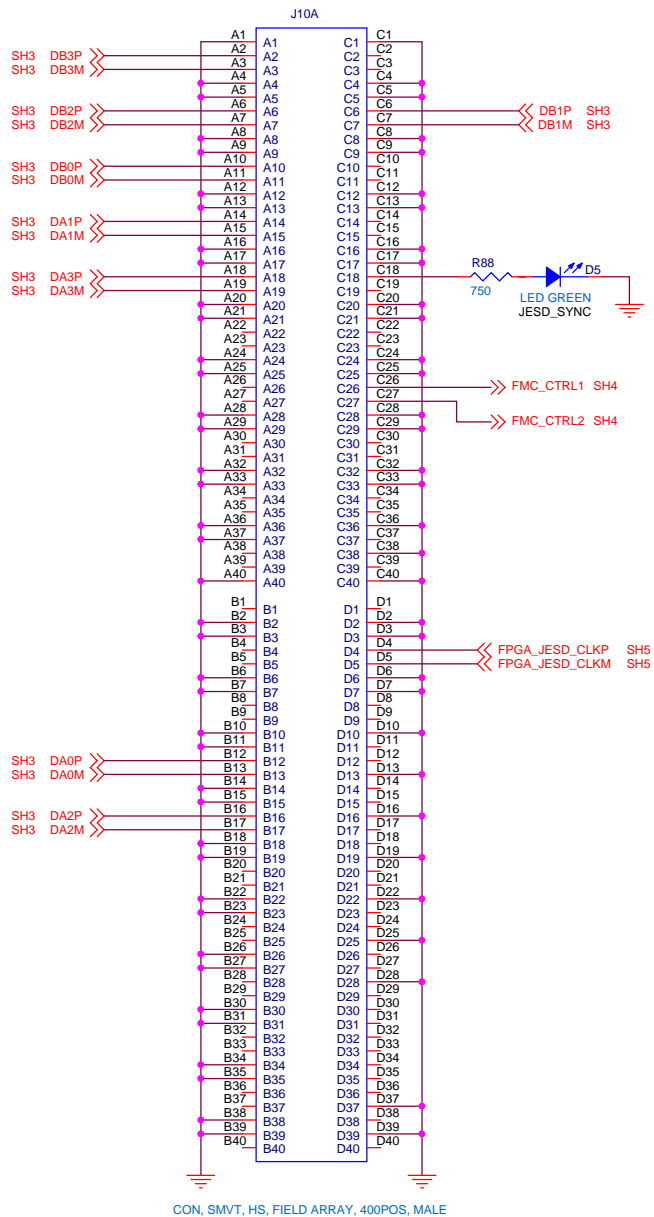 J10A
A1 A1 C1 C1
SH3 DB3P A2 A2 C2 C2
SH3 DB3M A3 A3 C3 C3
A4 A4 C4 C4
A5 A5 C5 C5
SH3 DB2P A6 A6 C6 C6 DB1P SH3
SH3 DB2M A7 A7 C7 C7 DB1M SH3
A8 A8 C8 C8
A9 A9 C9 C9
SH3 DB0P A10 A10 C10 C10
SH3 DB0M A11 A11 C11 C11
A12 A12 C12 C12
A13 A13 C13 C13
SH3 DA1P A14 A14 C14 C14
SH3 DA1M A15 A15 C15 C15
A16 A16 C16 C16
A17 A17 C17 C17
SH3 DA3P A18 A18 C18 C18 R88 D5
SH3 DA3M A19 A19 C19 C19 750 LED GREEN
A20 A20 C20 C20 JESD_SYNC
A21 A21 C21 C21
A22 A22 C22 C22
A23 A23 C23 C23
A24 A24 C24 C24
A25 A25 C25 C25
A26 A26 C26 C26 FMC_CTRL1 SH4
A27 A27 C27 C27
A28 A28 C28 C28 FMC_CTRL2 SH4
A29 A29 C29 C29
A30 A30 C30 C30
A31 A31 C31 C31
A32 A32 C32 C32
A33 A33 C33 C33
A34 A34 C34 C34
A35 A35 C35 C35
A36 A36 C36 C36
A37 A37 C37 C37
A38 A38 C38 C38
A39 A39 C39 C39
A40 A40 C40 C40
B1 B1 D1 D1
B2 B2 D2 D2
B3 B3 D3 D3
B4 B4 D4 D4 FPGA_JESD_CLKP SH5
B5 B5 D5 D5 FPGA_JESD_CLKM SH5
B6 B6 D6 D6
B7 B7 D7 D7
B8 B8 D8 D8
B9 B9 D9 D9
B10 B10 D10 D10
B11 B11 D11 D11
SH3 DA0P B12 B12 D12 D12
SH3 DA0M B13 B13 D13 D13
B14 B14 D14 D14
B15 B15 D15 D15
SH3 DA2P B16 B16 D16 D16
SH3 DA2M B17 B17 D17 D17
B18 B18 D18 D18
B19 B19 D19 D19
B20 B20 D20 D20
B21 B21 D21 D21
B22 B22 D22 D22
B23 B23 D23 D23
B24 B24 D24 D24
B25 B25 D25 D25
B26 B26 D26 D26
B27 B27 D27 D27
B28 B28 D28 D28
B29 B29 D29 D29
B30 B30 D30 D30
B31 B31 D31 D31
B32 B32 D32 D32
B33 B33 D33 D33
B34 B34 D34 D34
B35 B35 D35 D35
B36 B36 D36 D36
B37 B37 D37 D37
B38 B38 D38 D38
B39 B39 D39 D39
B40 B40 D40 D40
CON, SMVT, HS, FIELD ARRAY, 400POS, MALE